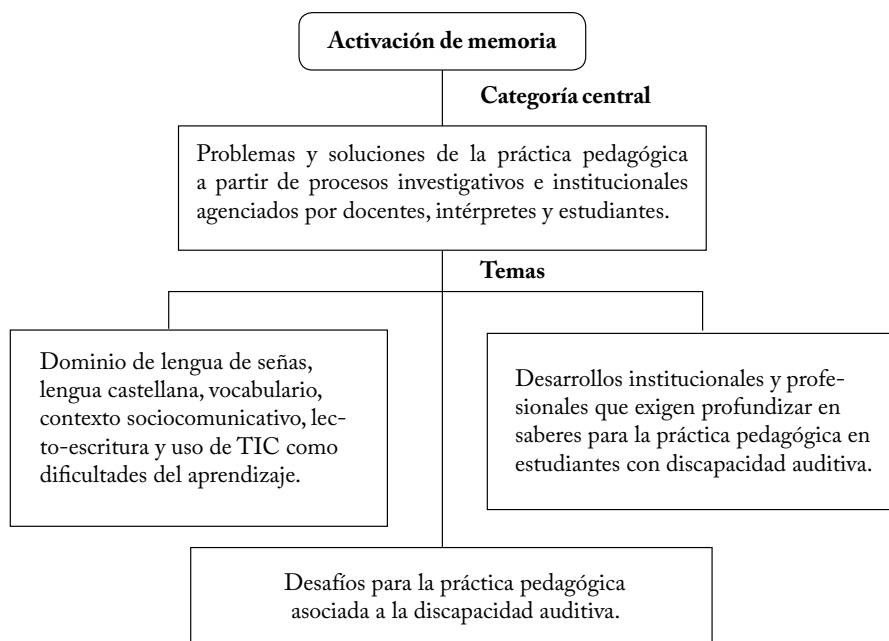 Activación de memoria
Categoría central
Problemas y soluciones de la práctica pedagógica
a partir de procesos investigativos e institucionales
agenciados por docentes, intérpretes y estudiantes.
Temas
Dominio de lengua de señas,
lengua castellana, vocabulario,
contexto sociocomunicativo, lec-
to-escritura y uso de TIC como
dificultades del aprendizaje.
Desarrollos institucionales y profe-
sionales que exigen profundizar en
saberes para la práctica pedagógica en
estudiantes con discapacidad auditiva.
Desafíos para la práctica pedagógica
asociada a la discapacidad auditiva.